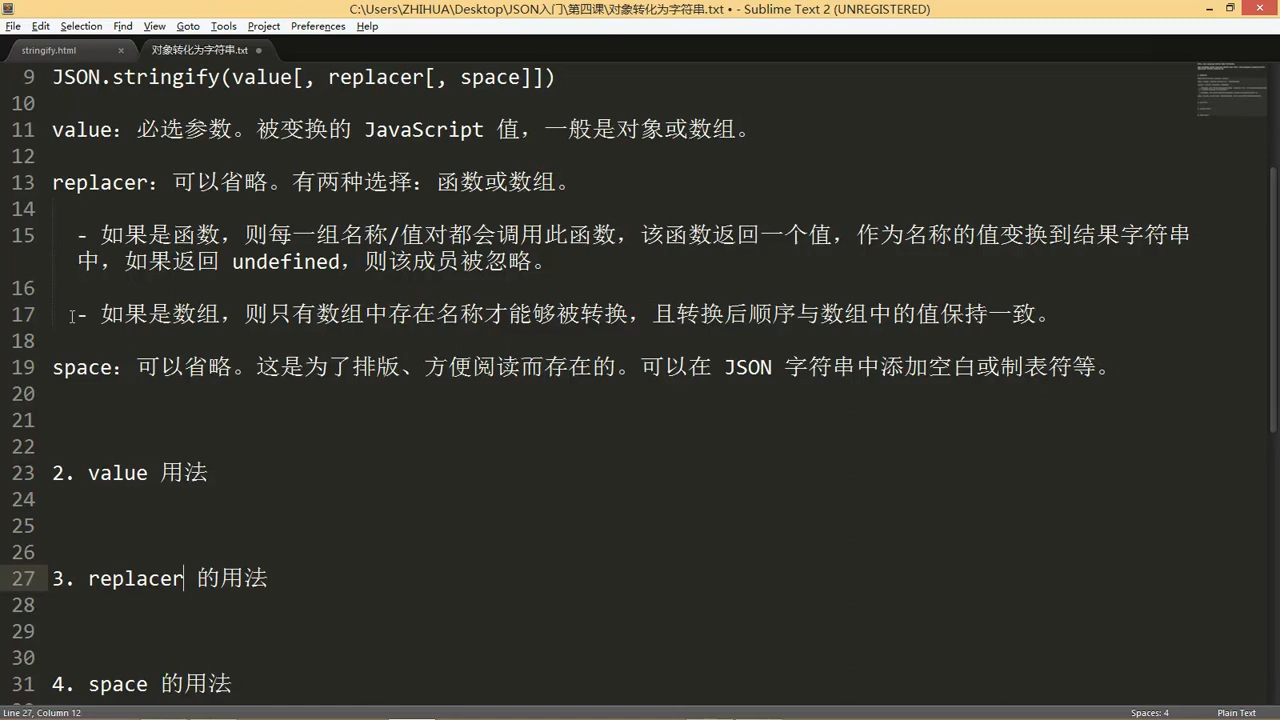 C:\Users\ZHIHUA\Desktop\JSON入门\第四课\对象转化为字符串.txt • - Sublime Text 2 (UNREGISTERED)
File Edit Selection Find View Goto Tools Project Preferences Help
stringify.html × 对象转化为字符串.txt
9 JSON.stringify(value[, replacer[, space]])
10
11 value：必选参数。被变换的 JavaScript 值，一般是对象或数组。
12
13 replacer：可以省略。有两种选择：函数或数组。
14
15 - 如果是函数，则每一组名称/值对都会调用此函数，该函数返回一个值，作为名称的值变换到结果字符串
中，如果返回 undefined，则该成员被忽略。
16
17 - 如果是数组，则只有数组中存在名称才能够被转换，且转换后顺序与数组中的值保持一致。
18
19 space：可以省略。这是为了排版、方便阅读而存在的。可以在 JSON 字符串中添加空白或制表符等。
20
21
22
23 2. value 用法
24
25
26
27 3. replacer 的用法
28
29
30
31 4. space 的用法
Line 27, Column 12 Spaces: 4 Plain Text